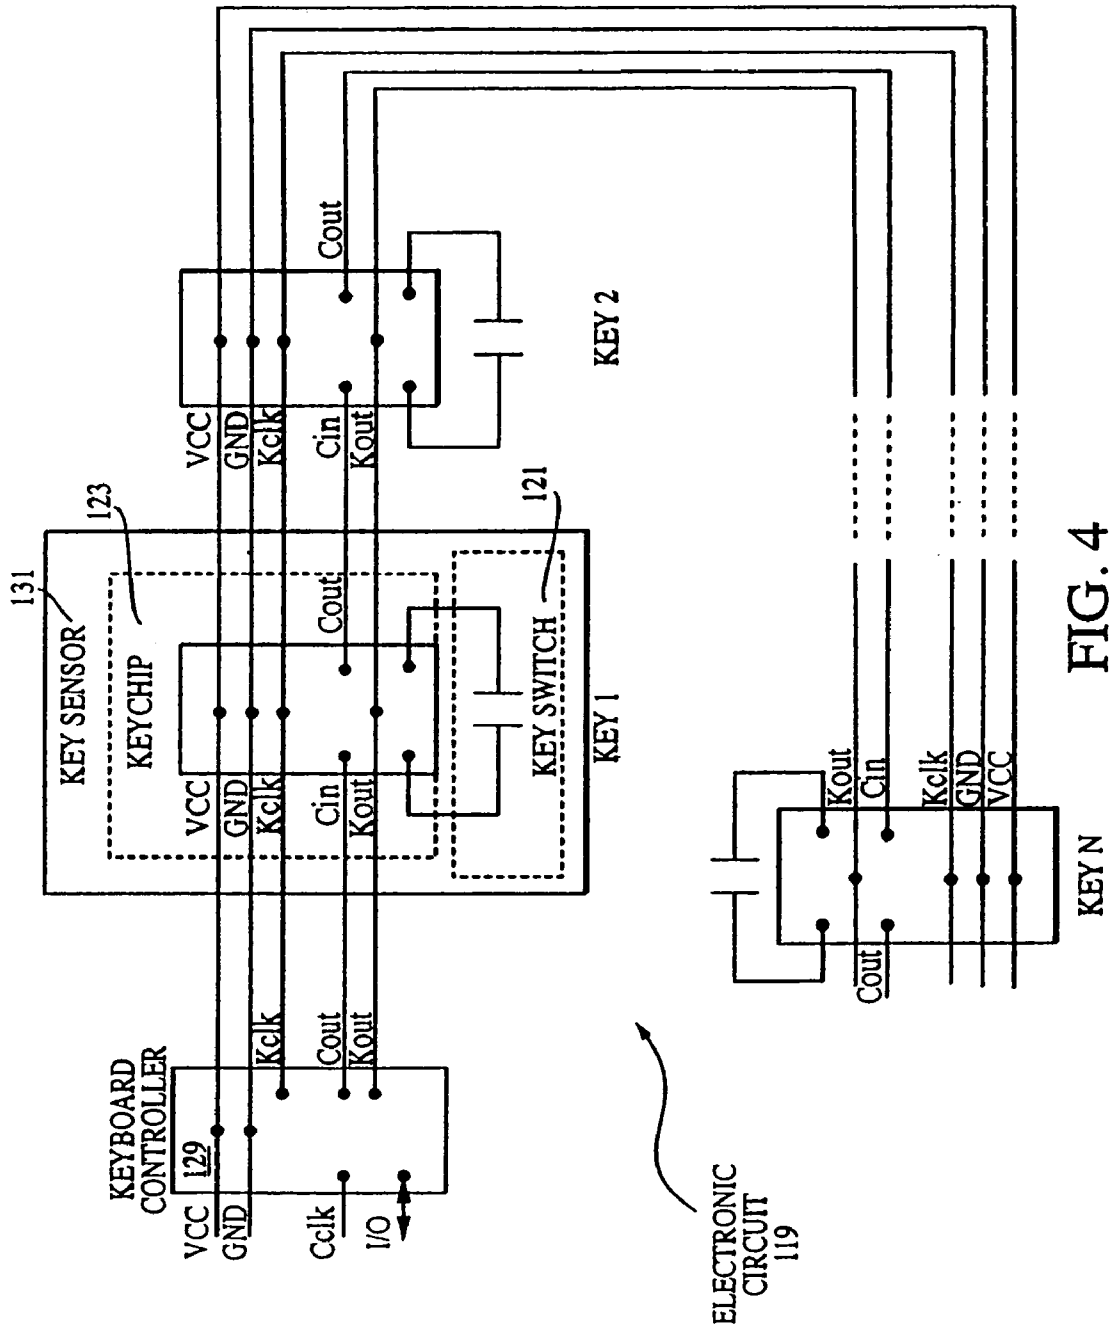 131
KEY SENSOR
123
KEYCHIP
VCC
GND
Kclk
Cin
Kout
Cout
121
KEY SWITCH
KEY 1
VCC
GND
Kclk
Cin
Kout
Cout
KEY 2
KEYBOARD
CONTROLLER
129
VCC
GND
Cclk
I/O
Kclk
Cout
Kout
Kout
Cin
Kclk
GND
VCC
Cout
KEY N
ELECTRONIC
CIRCUIT
119
FIG. 4